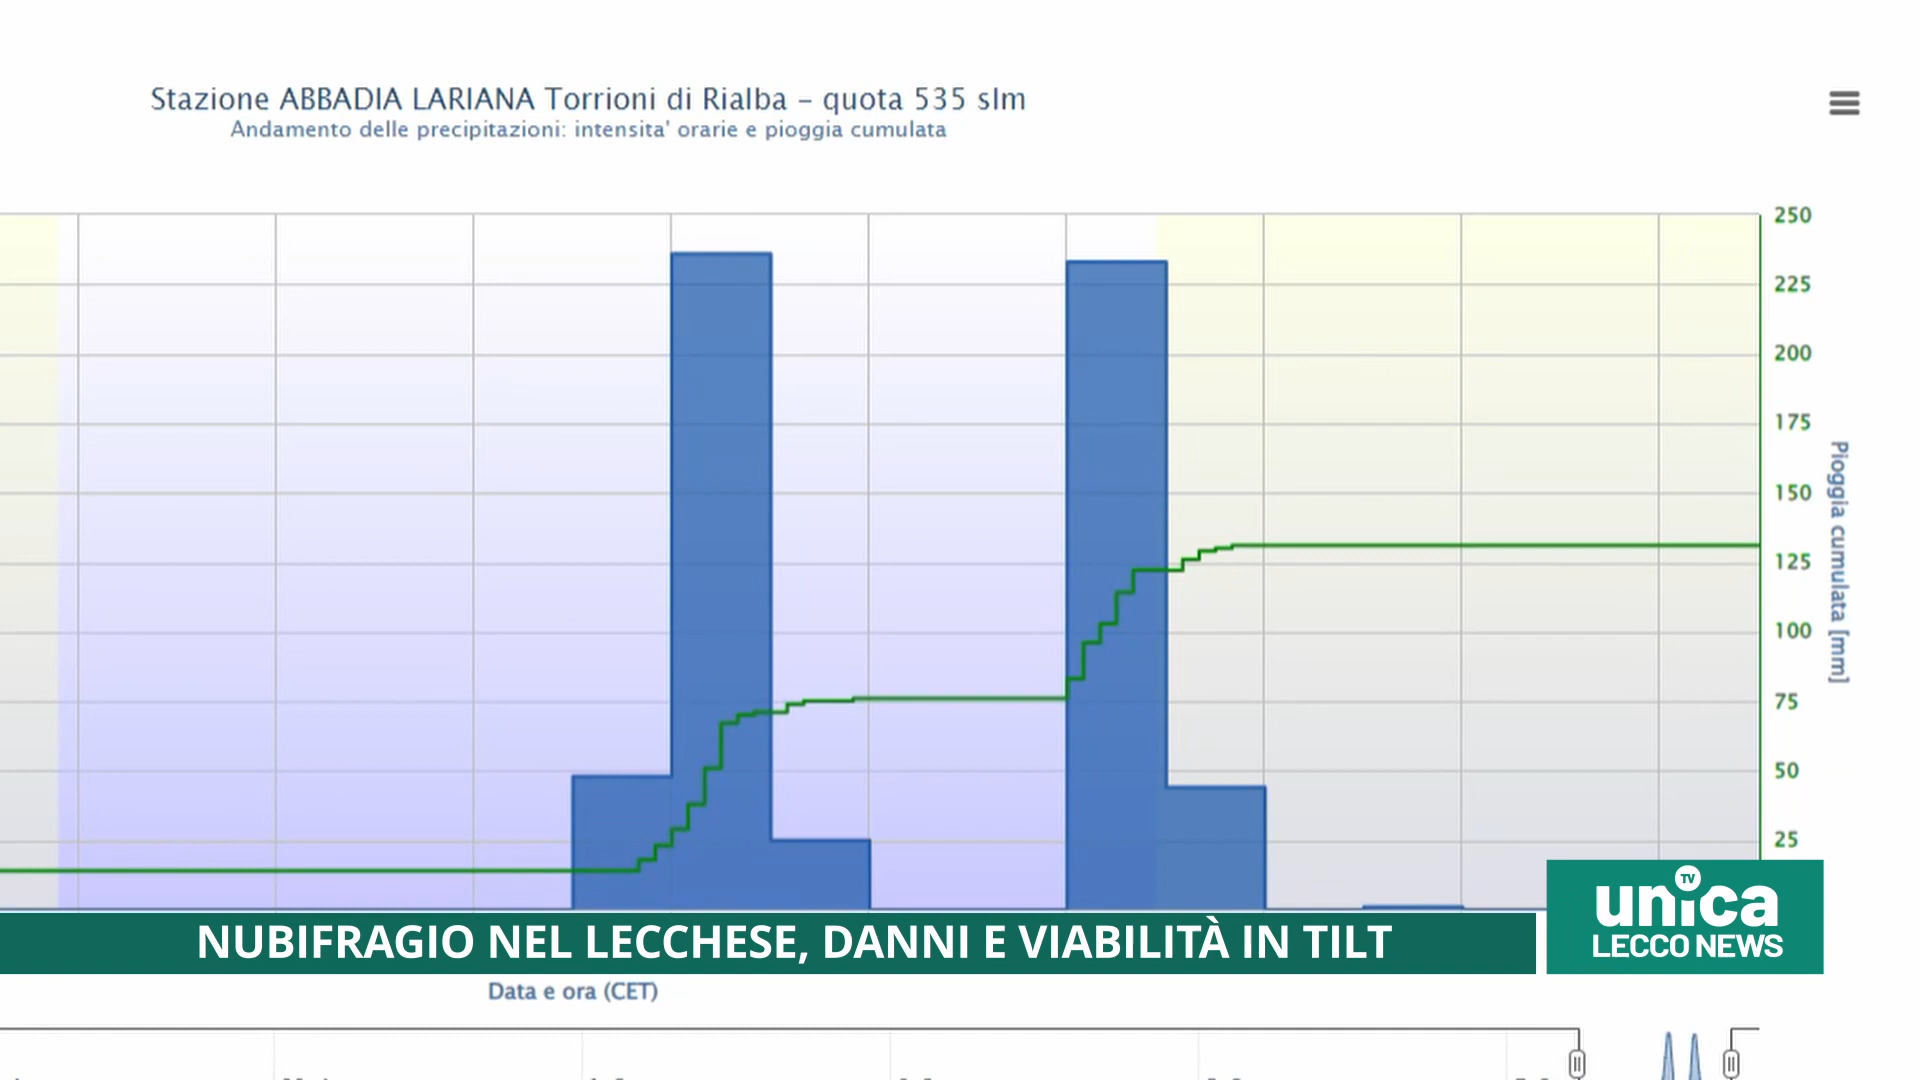 Stazione ABBADIA LARIANA Torrioni di Rialba – quota 535 slm
Andamento delle precipitazioni: intensita' orarie e pioggia cumulata
250
225
200
175
150
125
100
75
50
25
Pioggia cumulata [mm]
NUBIFRAGIO NEL LECCHESE, DANNI E VIABILITÀ IN TILT
TV
unica
LECCO NEWS
Data e ora (CET)